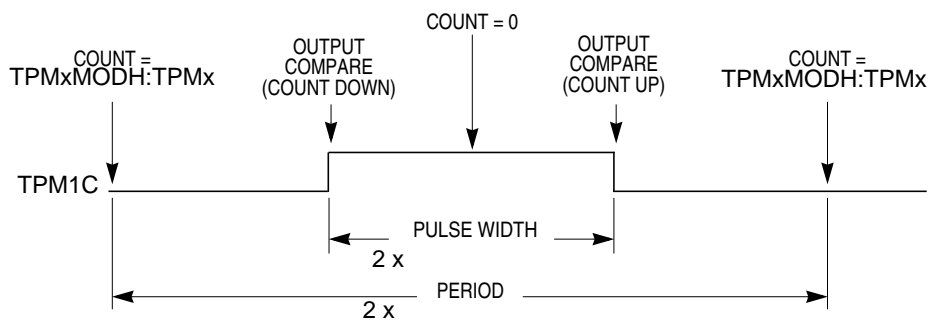 COUNT = 0
OUTPUT
COMPARE
(COUNT DOWN)
OUTPUT
COMPARE
(COUNT UP)
COUNT =
TPMxMODH:TPMx
COUNT =
TPMxMODH:TPMx
TPM1C
PULSE WIDTH
2 x
PERIOD
2 x